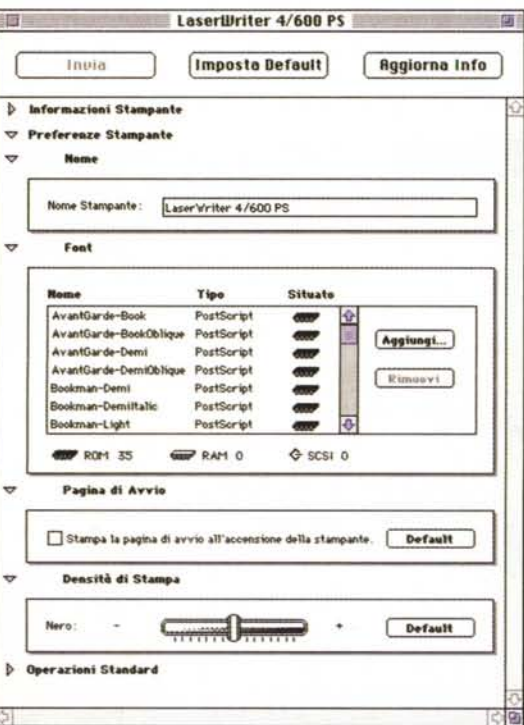 LaserWriter 4/600 PS
Invia Imposta Default Aggiorna Info
Informazioni Stampante
Preferenze Stampante
Nome
Nome Stampante: LaserWriter 4/600 PS
Font
Nome Tipo Situato
AvantGarde-Book PostScript
AvantGarde-BookOblique PostScript
AvantGarde-Demi PostScript
AvantGarde-DemiOblique PostScript
Bookman-Demi PostScript
Bookman-DemiItalic PostScript
Bookman-Light PostScript
Aggiungi...
Rimuovi
ROM 35 RAM 0 SCSI 0
Pagina di Avvio
Stampa la pagina di avvio all'accensione della stampante. Default
Densità di Stampa
Nero: - + Default
Operazioni Standard